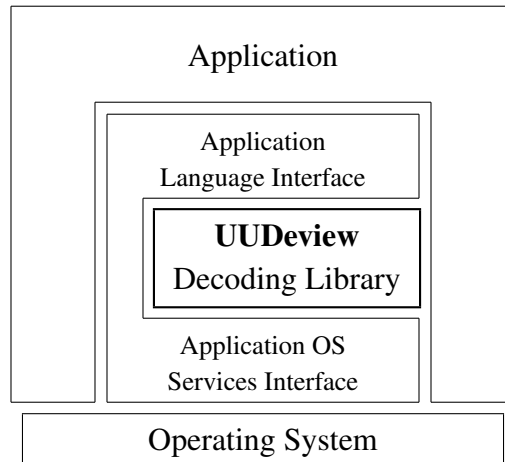 Application
Application
Language Interface
UUDeview
Decoding Library
Application OS
Services Interface
Operating System